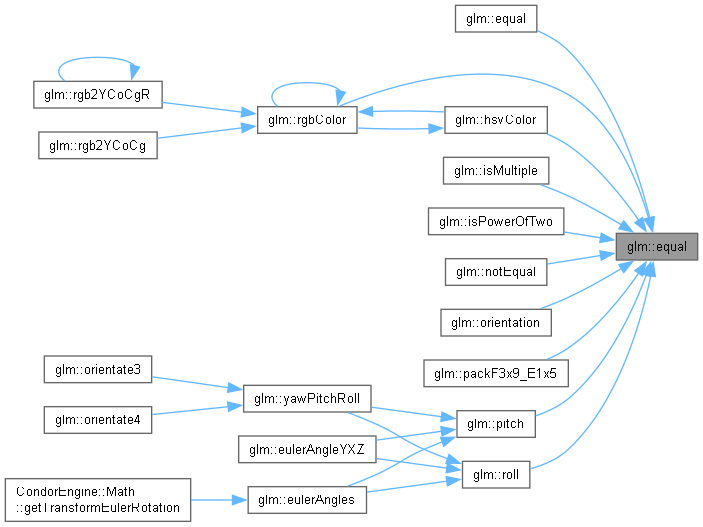 glm::equal
glm::rgb2YCoCgR
glm::rgbColor
glm::hsvColor
glm::rgb2YCoCg
glm::isMultiple
glm::isPowerOfTwo
glm::equal
glm::notEqual
glm::orientation
glm::orientate3
glm::packF3x9_E1x5
glm::yawPitchRoll
glm::orientate4
glm::pitch
glm::eulerAngleYXZ
glm::roll
CondorEngine::Math
::getTransformEulerRotation
glm::eulerAngles